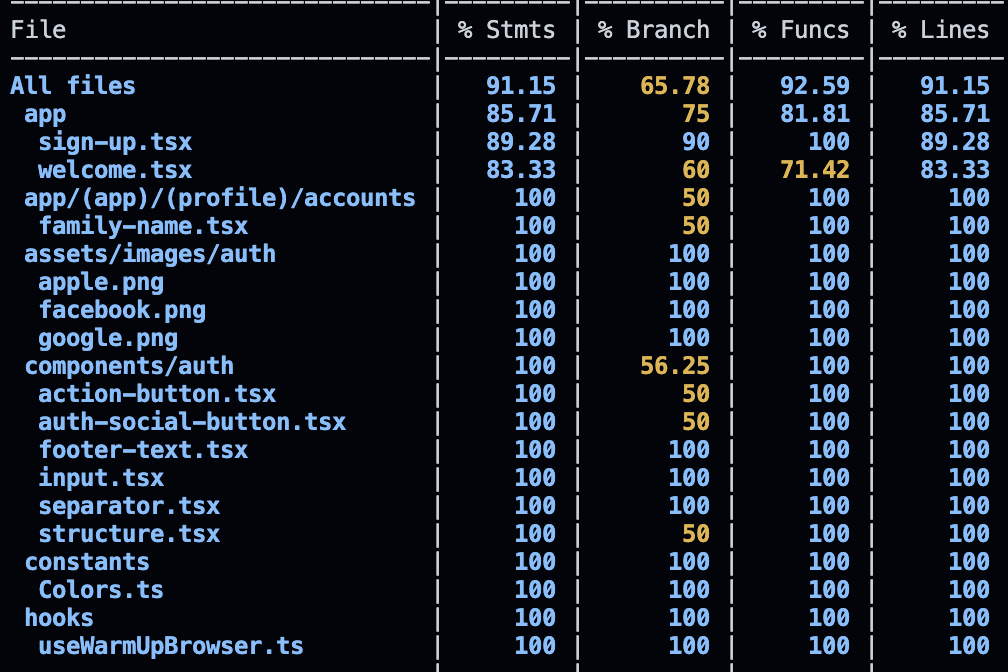 File | % Stmts | % Branch | % Funcs | % Lines
All files | 91.15 | 65.78 | 92.59 | 91.15
app | 85.71 | 75 | 81.81 | 85.71
sign-up.tsx | 89.28 | 90 | 100 | 89.28
welcome.tsx | 83.33 | 60 | 71.42 | 83.33
app/(app)/(profile)/accounts | 100 | 50 | 100 | 100
family-name.tsx | 100 | 50 | 100 | 100
assets/images/auth | 100 | 100 | 100 | 100
apple.png | 100 | 100 | 100 | 100
facebook.png | 100 | 100 | 100 | 100
google.png | 100 | 100 | 100 | 100
components/auth | 100 | 56.25 | 100 | 100
action-button.tsx | 100 | 50 | 100 | 100
auth-social-button.tsx | 100 | 50 | 100 | 100
footer-text.tsx | 100 | 100 | 100 | 100
input.tsx | 100 | 100 | 100 | 100
separator.tsx | 100 | 100 | 100 | 100
structure.tsx | 100 | 50 | 100 | 100
constants | 100 | 100 | 100 | 100
Colors.ts | 100 | 100 | 100 | 100
hooks | 100 | 100 | 100 | 100
useWarmUpBrowser.ts | 100 | 100 | 100 | 100